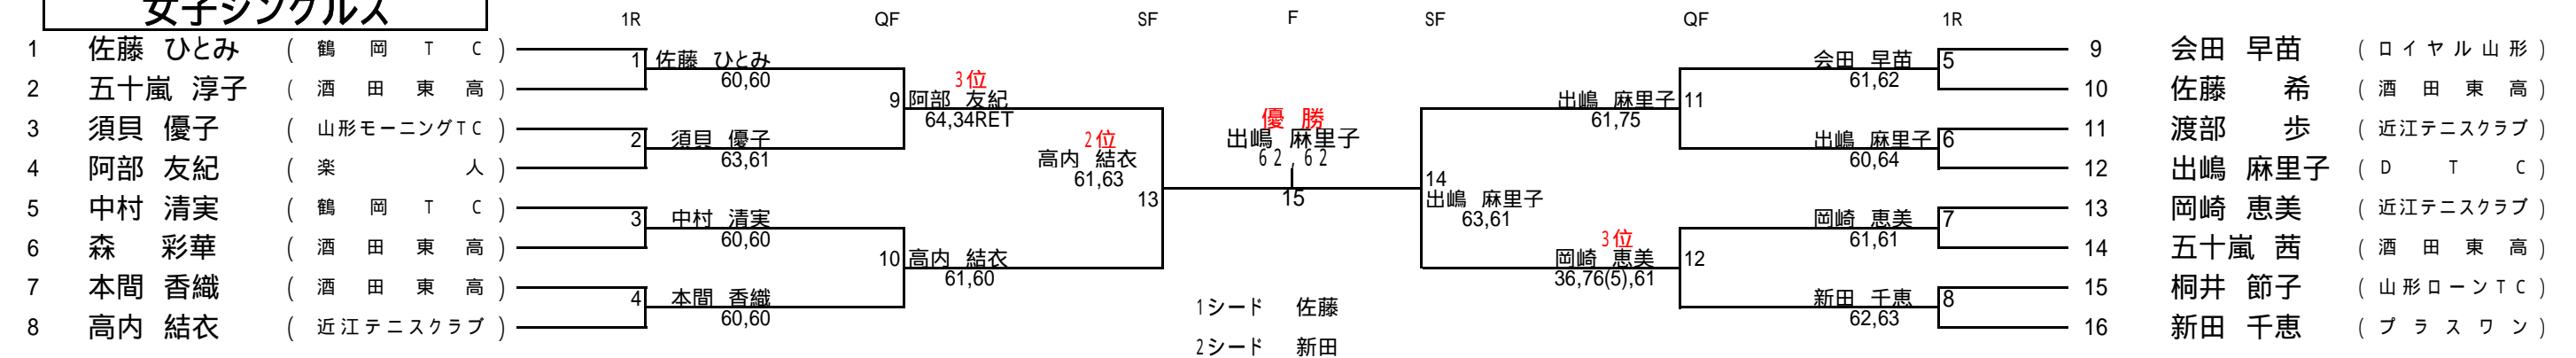 女子シングルス
1R QF SF F SF QF 1R
1 佐藤 ひとみ ( 鶴 岡 T C )
2 五十嵐 淳子 ( 酒 田 東 高 )
3 須貝 優子 ( 山形モーニングTC )
4 阿部 友紀 ( 楽 人 )
5 中村 清実 ( 鶴 岡 T C )
6 森 彩華 ( 酒 田 東 高 )
7 本間 香織 ( 酒 田 東 高 )
8 高内 結衣 ( 近江テニスクラブ )
1 佐藤 ひとみ
60,60
2 須貝 優子
63,61
3 中村 清実
60,60
4 本間 香織
60,60
3位
9 阿部 友紀
64,34RET
10 高内 結衣
61,60
2位
高内 結衣
61,63
13
優 勝
出嶋 麻里子
62,62
15
1シード 佐藤
2シード 新田
14
出嶋 麻里子
63,61
出嶋 麻里子 11
61,75
3位
岡崎 恵美 12
36,76(5),61
会田 早苗 5
61,62
出嶋 麻里子 6
60,64
岡崎 恵美 7
61,61
新田 千恵 8
62,63
9 会田 早苗 ( ロイヤル山形 )
10 佐藤 希 ( 酒 田 東 高 )
11 渡部 歩 ( 近江テニスクラブ )
12 出嶋 麻里子 ( D T C )
13 岡崎 恵美 ( 近江テニスクラブ )
14 五十嵐 茜 ( 酒 田 東 高 )
15 桐井 節子 ( 山形ローンTC )
16 新田 千恵 ( プラスワン )